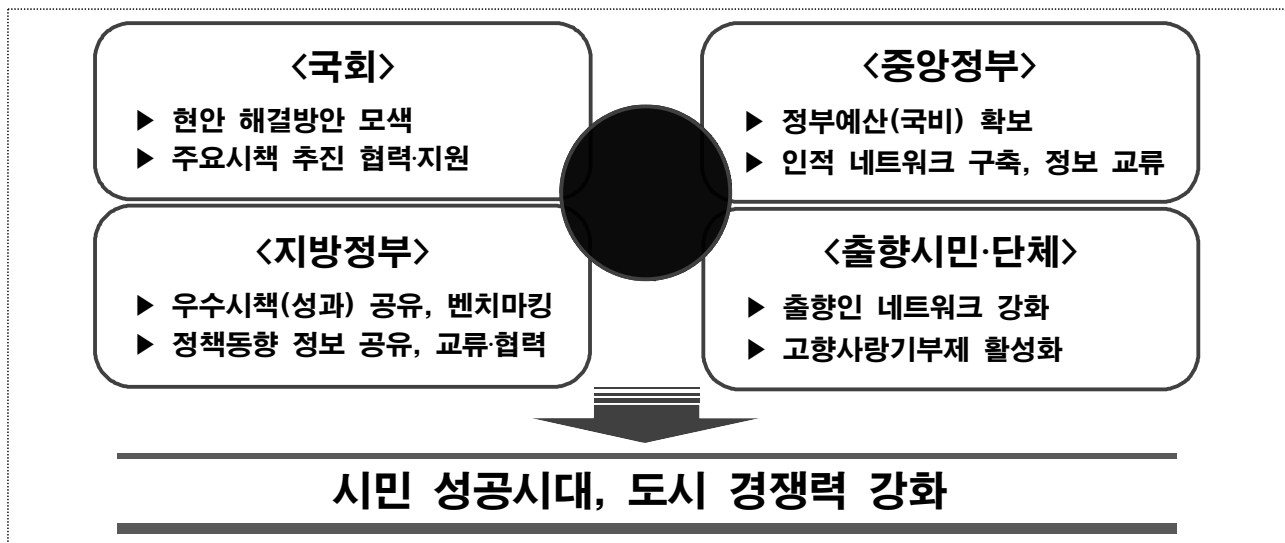 <국회>
▶ 현안 해결방안 모색
▶ 주요시책 추진 협력·지원
<중앙정부>
▶ 정부예산(국비) 확보
▶ 인적 네트워크 구축, 정보 교류
<지방정부>
▶ 우수시책(성과) 공유, 벤치마킹
▶ 정책동향 정보 공유, 교류·협력
<출향시민·단체>
▶ 출향인 네트워크 강화
▶ 고향사랑기부제 활성화
시민 성공시대, 도시 경쟁력 강화